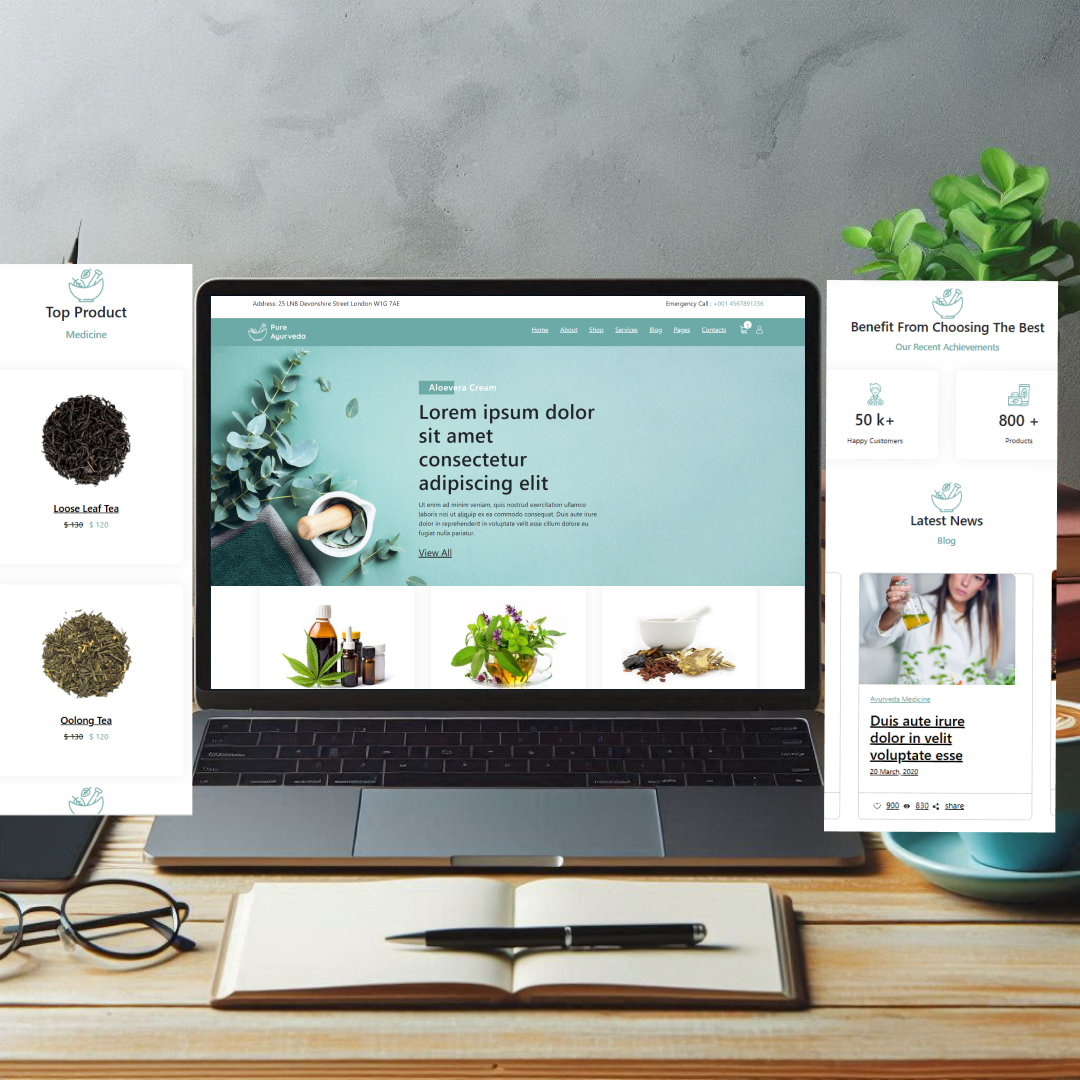 Top Product
Medicine
Loose Leaf Tea
$ 130 $ 120
Oolong Tea
$ 130 $ 120
Address: 25 LNB Devonshire Street London W1G 7AE
Emergency Call : +001 4567891236
Pure
Ayurveda
Home About Shop Services Blog Pages Contacts
Aloevera Cream
Lorem ipsum dolor
sit amet
consectetur
adipiscing elit
Ut enim ad minim veniam, quis nostrud exercitation ullamco
laboris nisi ut aliquip ex ea commodo consequat. Duis aute irure
dolor in reprehenderit in voluptate velit esse cillum dolore eu
fugiat nulla pariatur.
View All
Benefit From Choosing The Best
Our Recent Achievements
50 k+
Happy Customers
800 +
Products
Latest News
Blog
Ayurveda Medicine
Duis aute irure
dolor in velit
voluptate esse
20 March, 2020
900 830 share